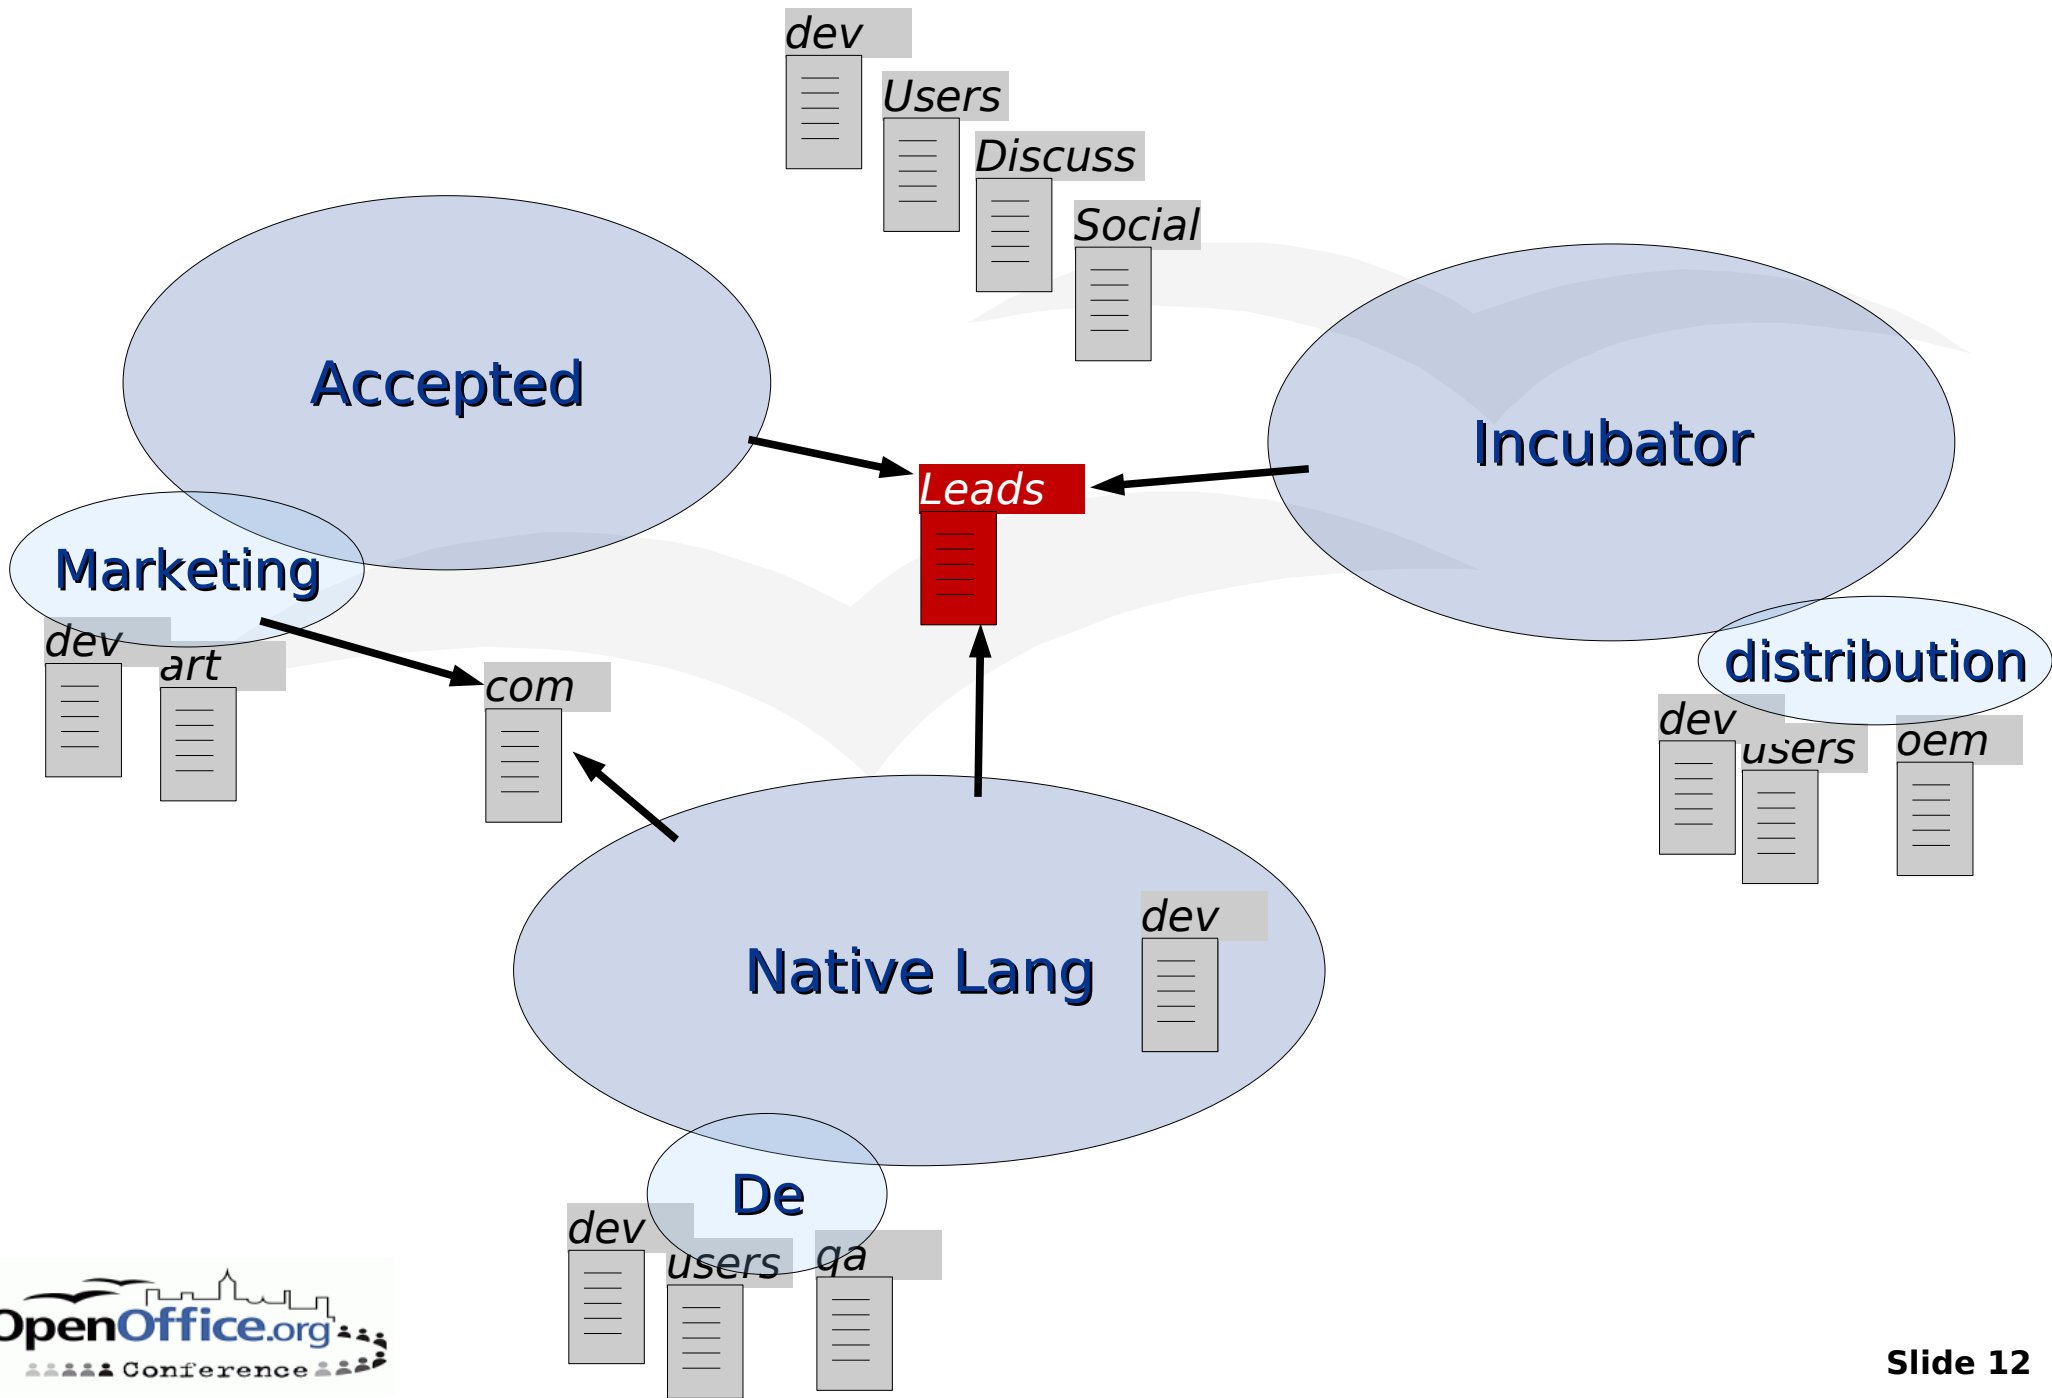 dev
Users
Discuss
Social
Accepted
Incubator
Leads
Marketing
dev
art
com
distribution
dev
users
oem
Native Lang
dev
De
dev
users
qa
OpenOffice.org
Conference
Slide 12